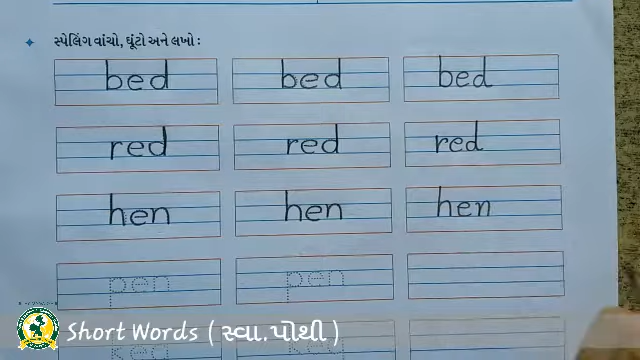 સ્પેલિંગ વાંચો, ઘૂંટો અને લખો :
bed bed bed
red red red
hen hen hen
pen pen
Short Words ( સ્વા.પોથી )